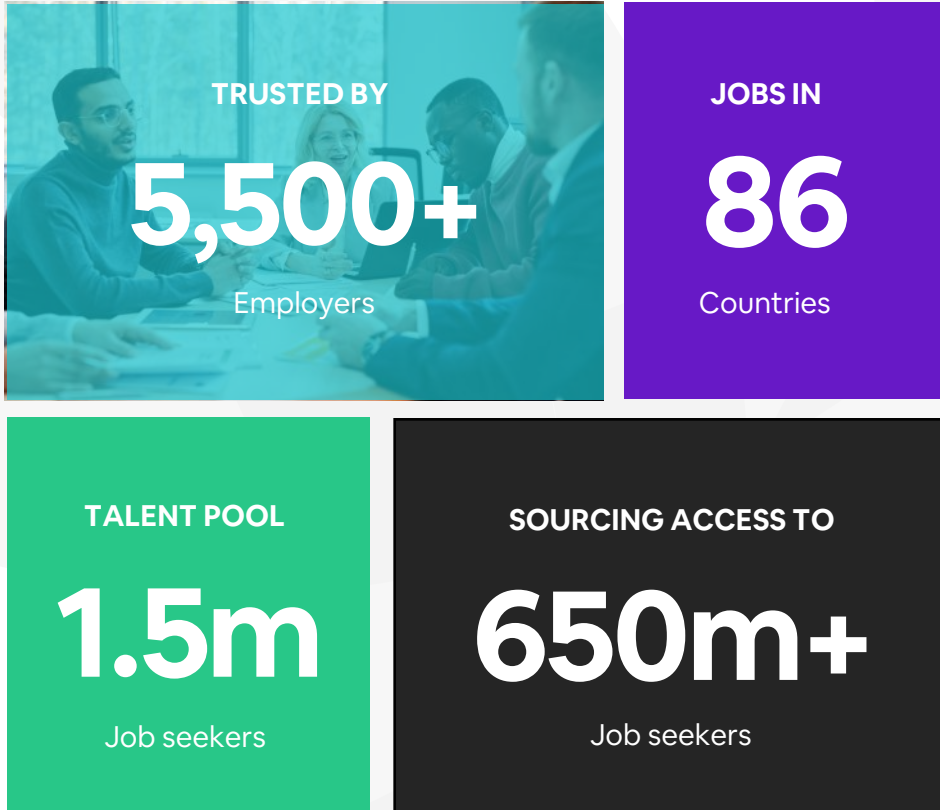 TRUSTED BY
5,500+
Employers
JOBS IN
86
Countries
TALENT POOL
1.5m
Job seekers
SOURCING ACCESS TO
650m+
Job seekers